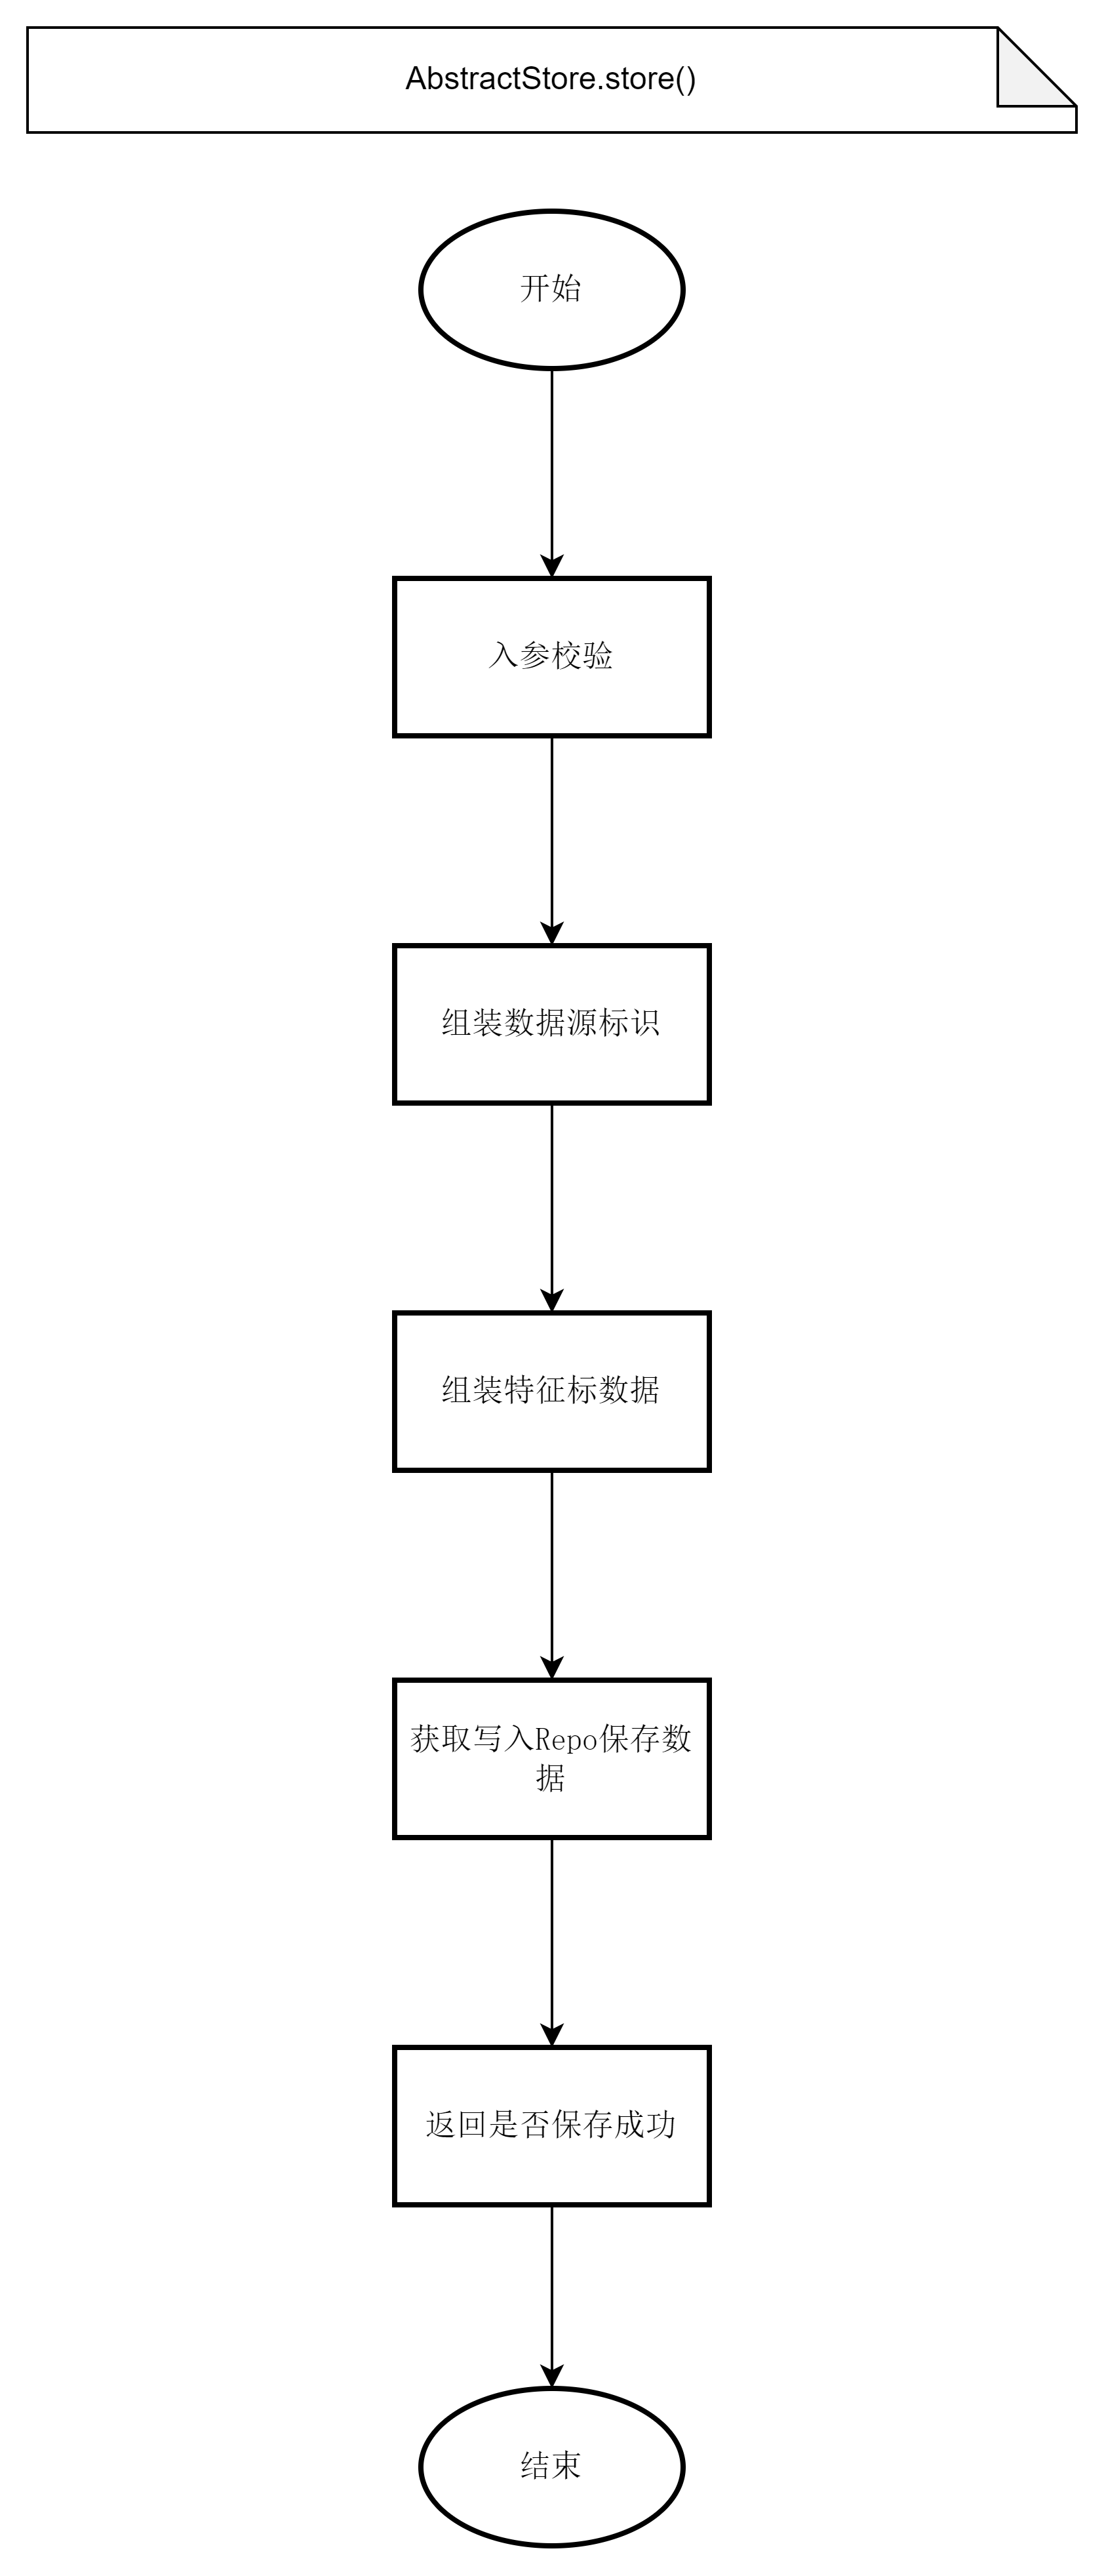 AbstractStore.store()
开始
入参校验
组装数据源标识
组装特征标数据
获取写入Repo保存数
据
返回是否保存成功
结束